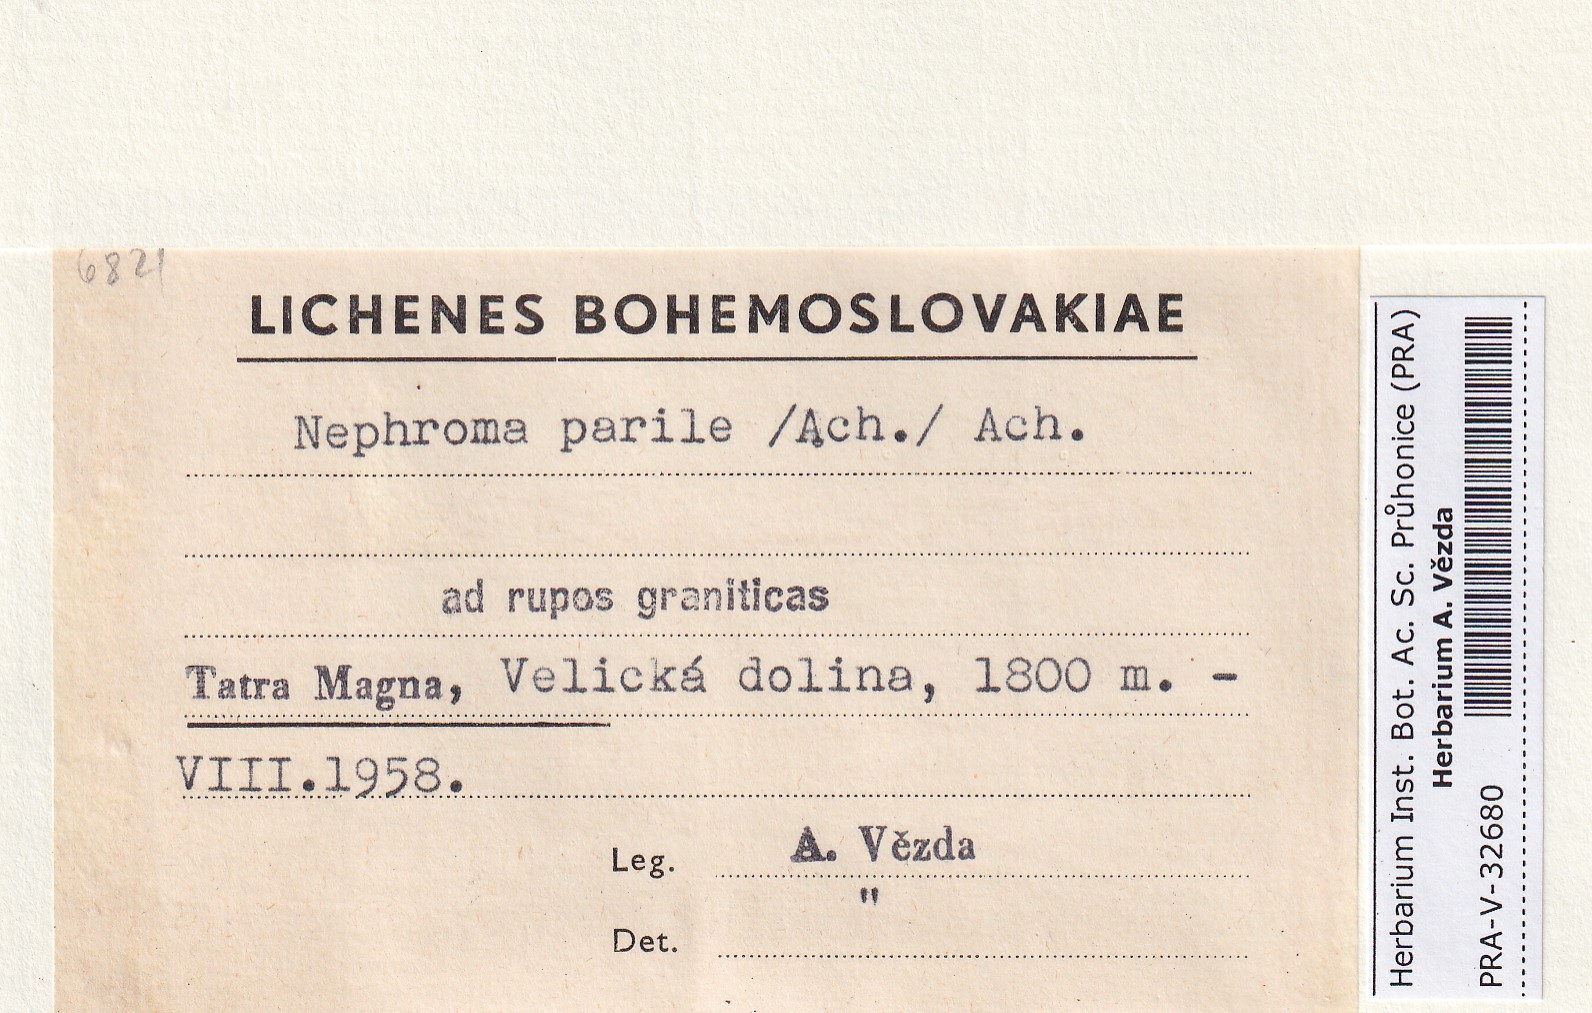 6821
LICHENES BOHEMOSLOVAKIAE
Nephroma parile /Ach./ Ach.
ad rupos graniticas
Tatra Magna, Velická dolina, 1800 m. -
VIII.1958.
Leg. A. Vězda
Det. "
Herbarium Inst. Bot. Ac. Sc. Průhonice (PRA)
Herbarium A. Vězda
PRA-V-32680